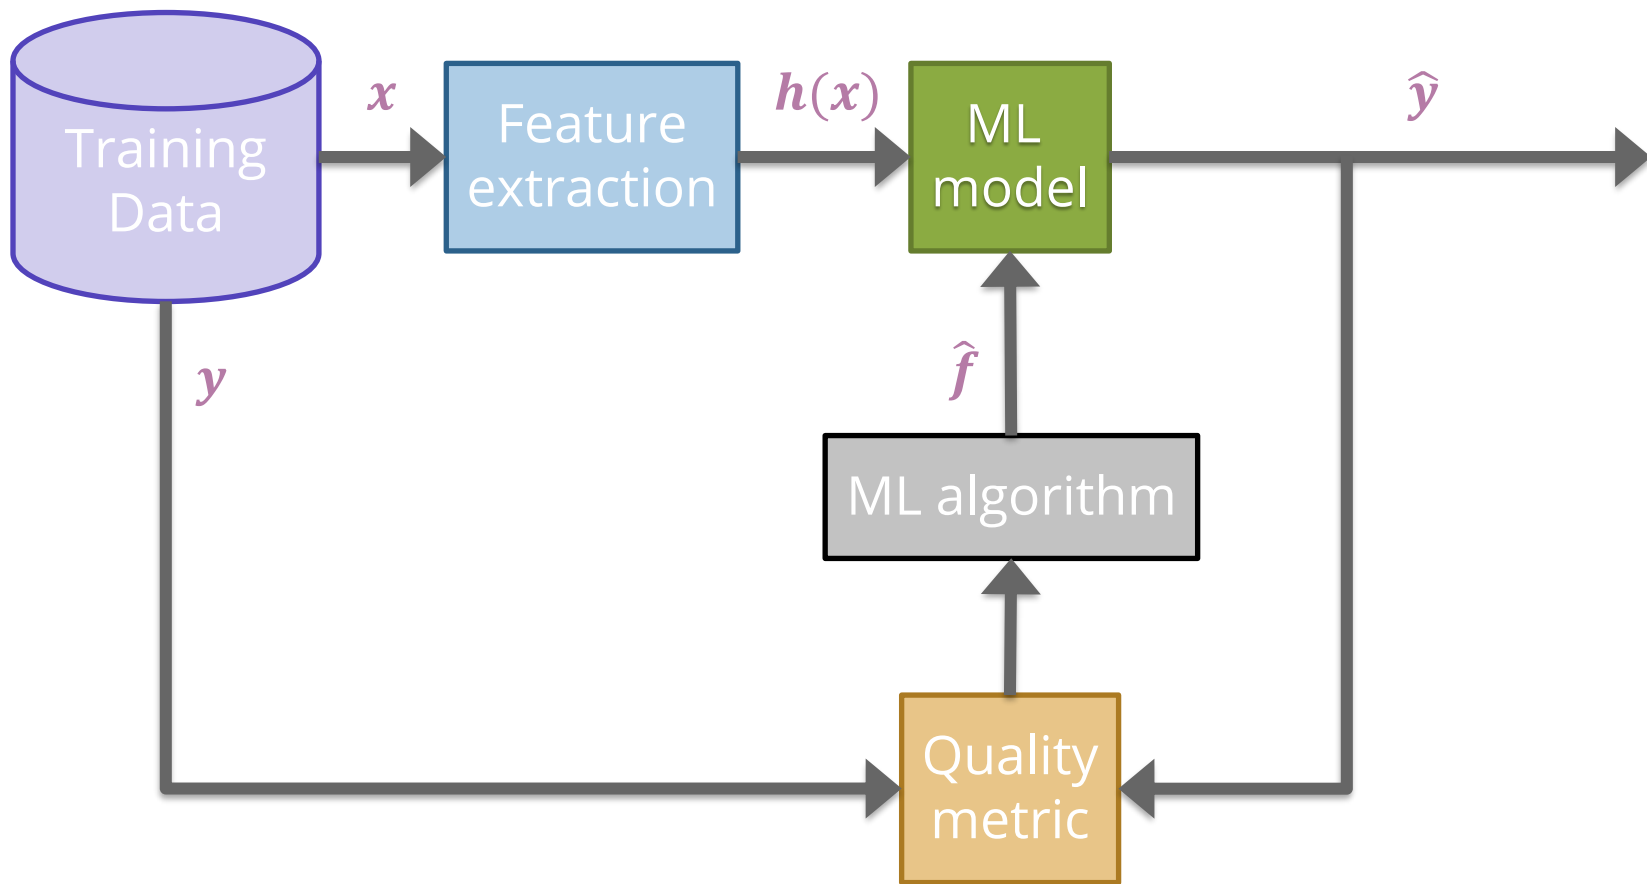 Training
Data
x
Feature
extraction
h(x)
ML
model
ŷ
y
f̂
ML algorithm
Quality
metric